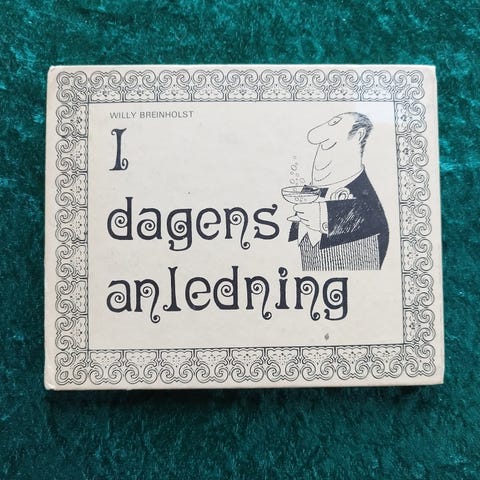 WILLY BREINHOLST
I
dagens
anledning